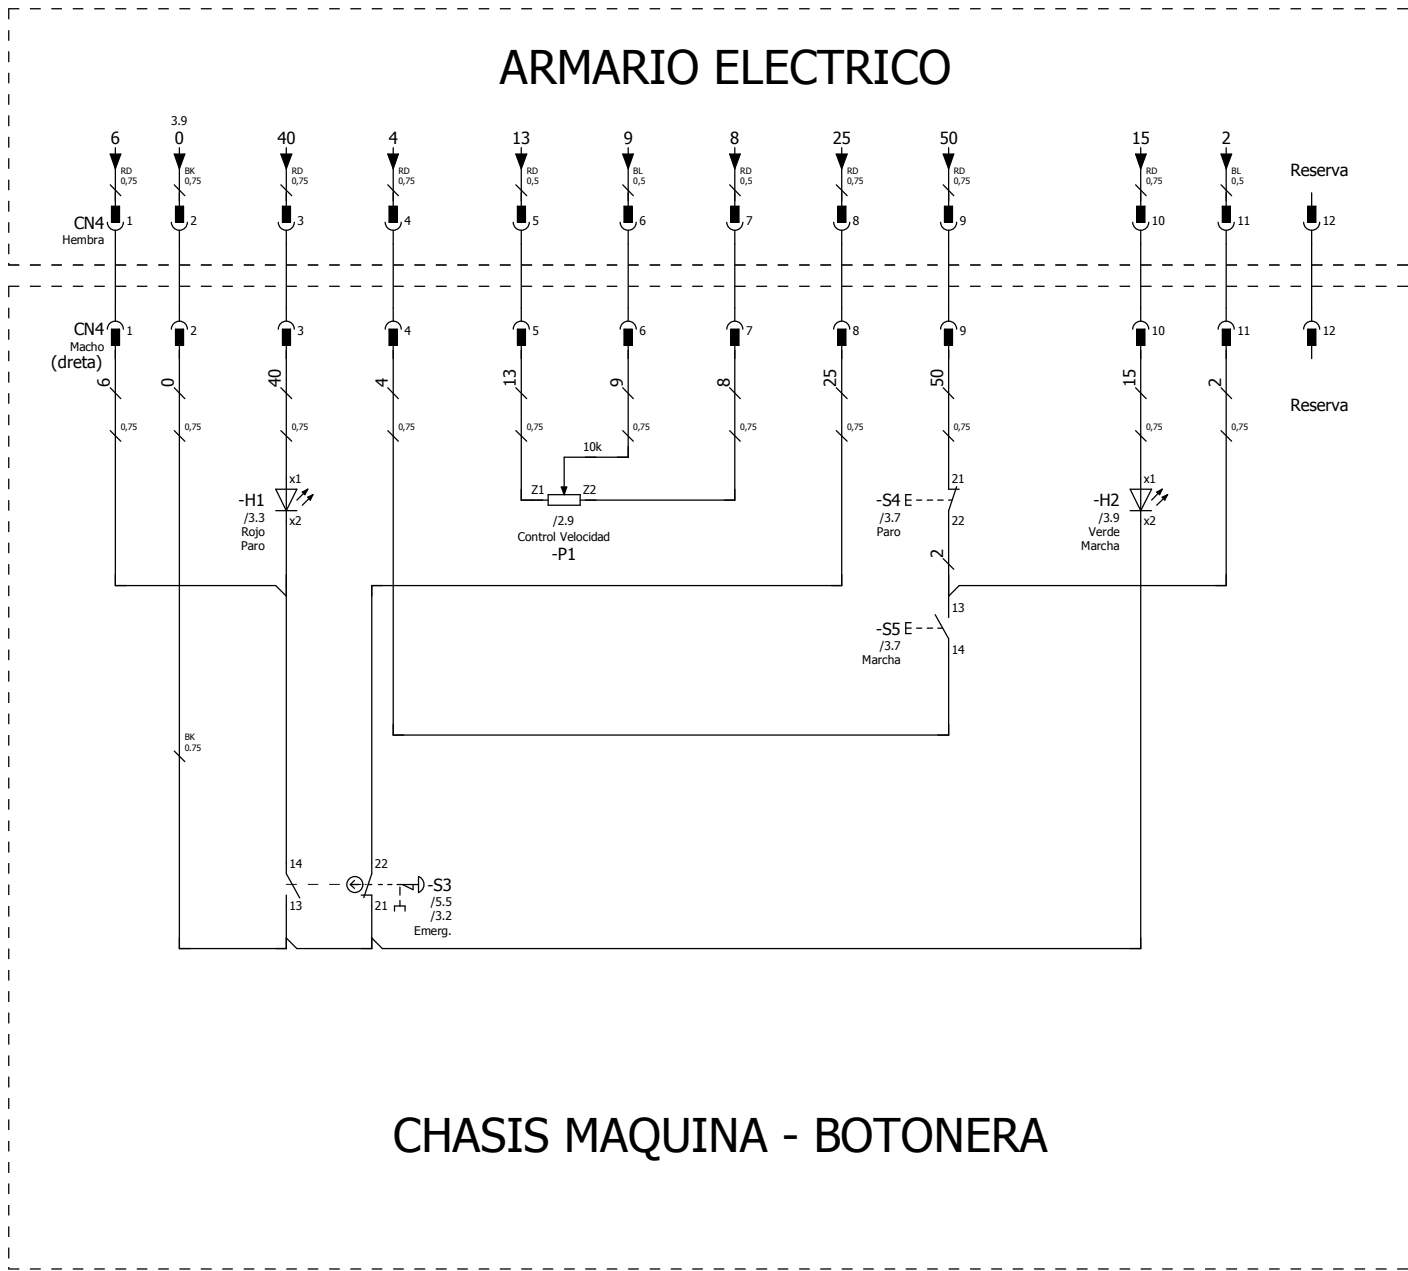 ARMARIO ELECTRICO
3.9
6 0 40 4 13 9 8 25 50 15 2
RD BK RD RD RD BL RD RD RD RD BL Reserva
0,75 0,75 0,75 0,75 0,5 0,5 0,5 0,75 0,75 0,75 0,5
CN4 1 2 3 4 5 6 7 8 9 10 11 12
Hembra
CN4 1 2 3 4 5 6 7 8 9 10 11 12
Macho
(dreta)
6 0 40 4 13 9 8 25 50 15 2
Reserva
0,75 0,75 0,75 0,75 0,75 0,75 0,75 0,75 0,75 0,75 0,75
10k
x1 21 x1
-H1 Z1 Z2 -S4 E -H2
/3.3 x2 /2.9 /3.7 22 /3.9 x2
Rojo Control Velocidad Paro Verde
Paro -P1 Marcha
2
13
-S5 E
/3.7 14
Marcha
BK
0.75
14 22
-S3
13 21 /5.5
/3.2
Emerg.
CHASIS MAQUINA - BOTONERA